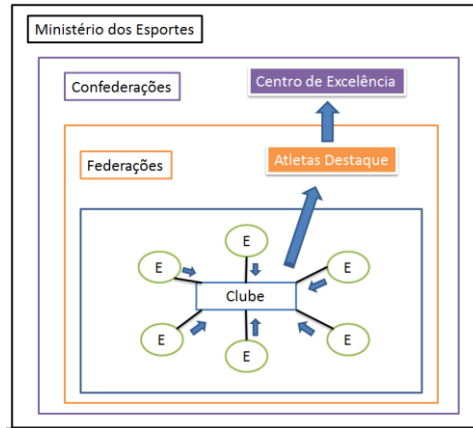 Ministério dos Esportes
Confederações
Centro de Excelência
Federações
Atletas Destaque
E
E
E
Clube
E
E
E